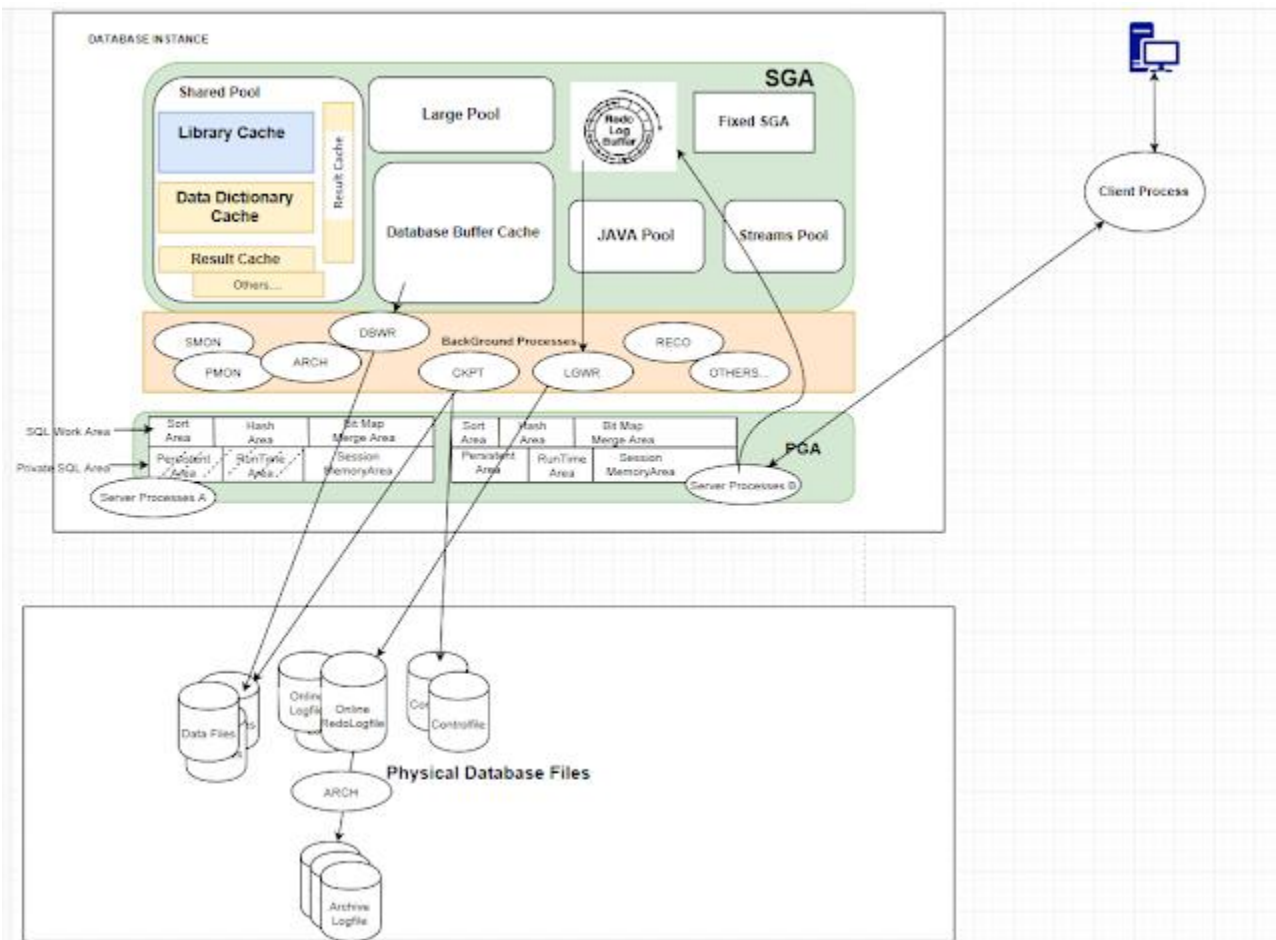 DATABASE INSTANCE
SGA
Shared Pool
Library Cache
Data Dictionary
Cache
Result Cache
Others....
Result Cache
Large Pool
Database Buffer Cache
Redo
Log
Buffer
Fixed SGA
JAVA Pool
Streams Pool
Client Process
BackGround Processes
SMON
PMON
ARCH
DBWR
CKPT
LGWR
RECO
OTHERS...
SQL Work Area
Private SQL Area
Sort
Area
Hash
Area
Bit Map
Merge Area
Persistent
Area
RunTime
Area
Session
MemoryArea
Server Processes A
Sort
Area
Hash
Area
Bit Map
Merge Area
Persistent
Area
RunTime
Area
Session
MemoryArea
PGA
Server Processes B
Data Files
Online
Logfile
Online
RedoLogfile
Controlfile
Physical Database Files
ARCH
Archive
Logfile